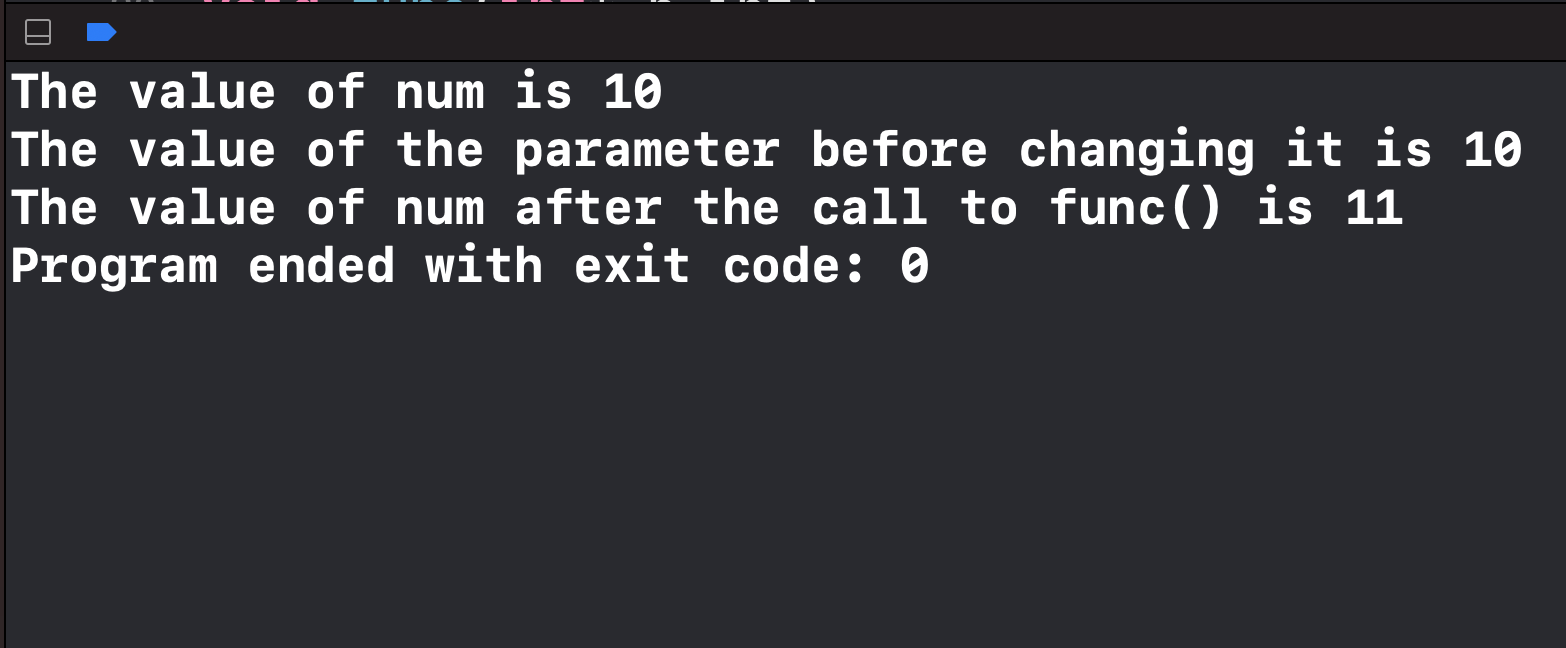 The value of num is 10
The value of the parameter before changing it is 10
The value of num after the call to func() is 11
Program ended with exit code: 0